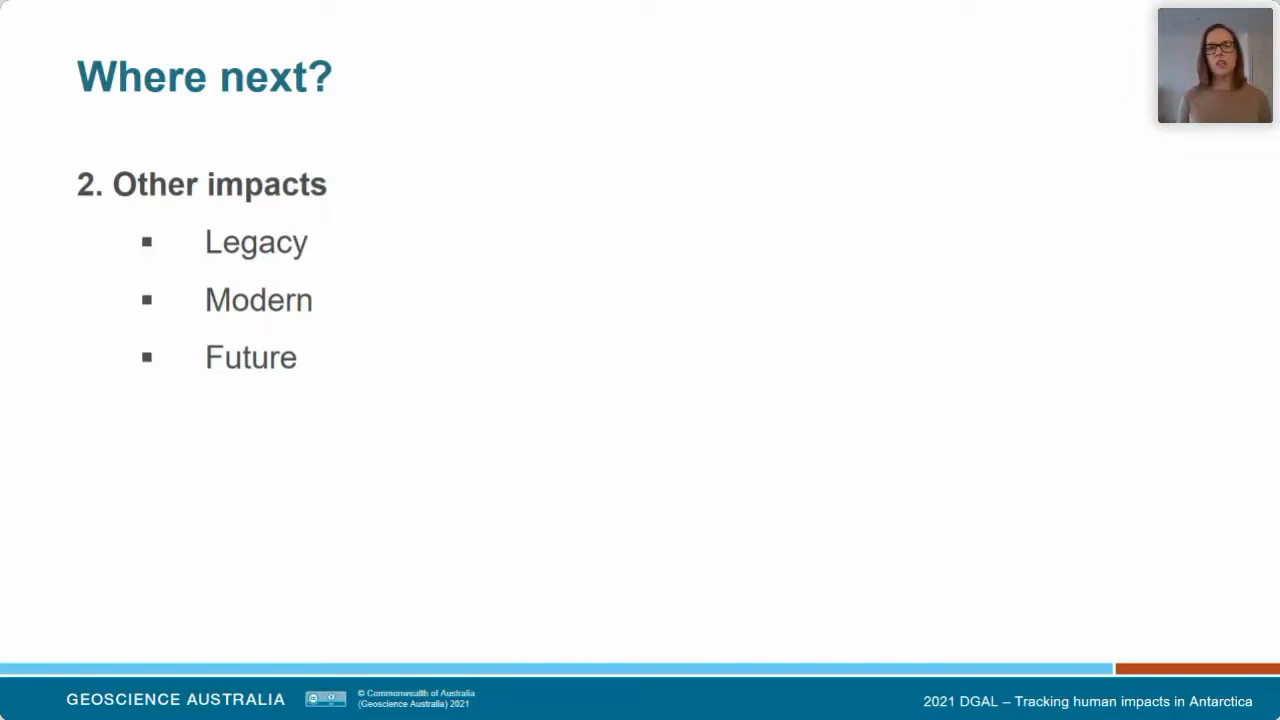 Where next?
2. Other impacts
▪ Legacy
▪ Modern
▪ Future
GEOSCIENCE AUSTRALIA
© Commonwealth of Australia
(Geoscience Australia) 2021
2021 DGAL – Tracking human impacts in Antarctica